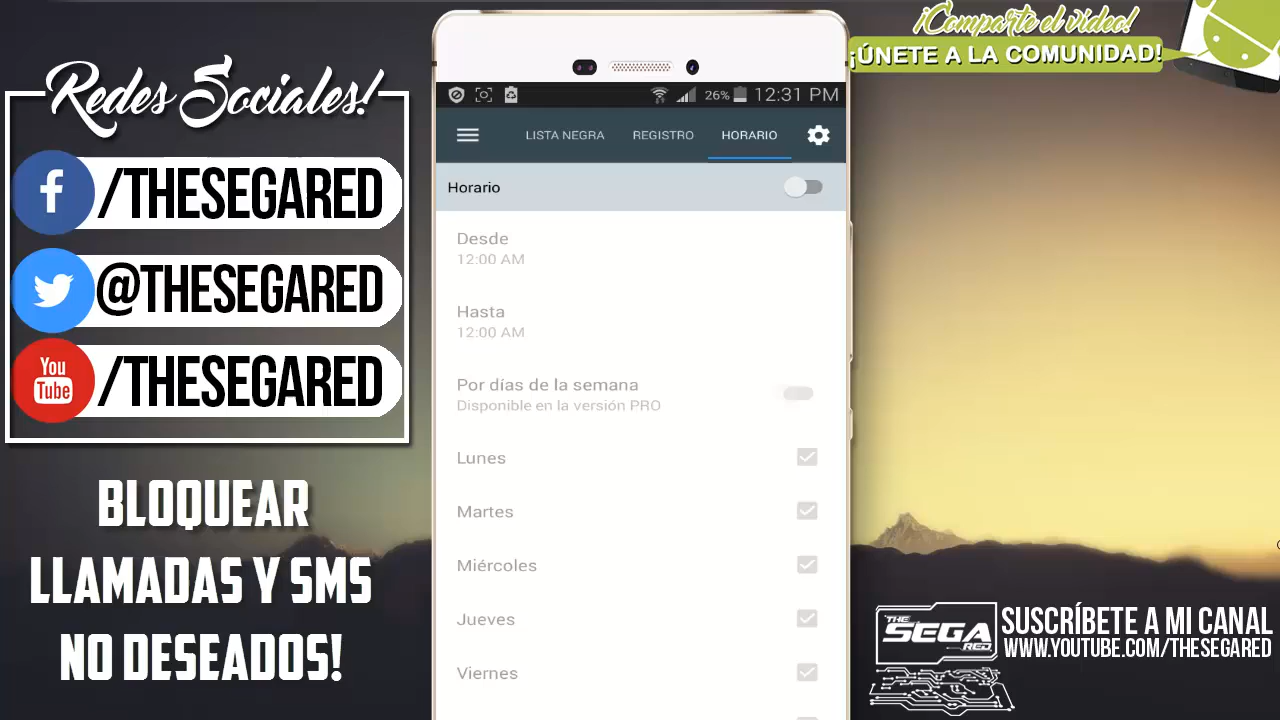 Redes Sociales!
/THESEGARED
@THESEGARED
You
Tube
/THESEGARED
BLOQUEAR
LLAMADAS Y SMS
NO DESEADOS!
26% 12:31 PM
LISTA NEGRA REGISTRO HORARIO
Horario
Desde
12:00 AM
Hasta
12:00 AM
Por días de la semana
Disponible en la versión PRO
Lunes
Martes
Miércoles
Jueves
Viernes
¡Comparte el video!
¡ÚNETE A LA COMUNIDAD!
THE
SEGA
RED
SUSCRÍBETE A MI CANAL
WWW.YOUTUBE.COM/THESEGARED